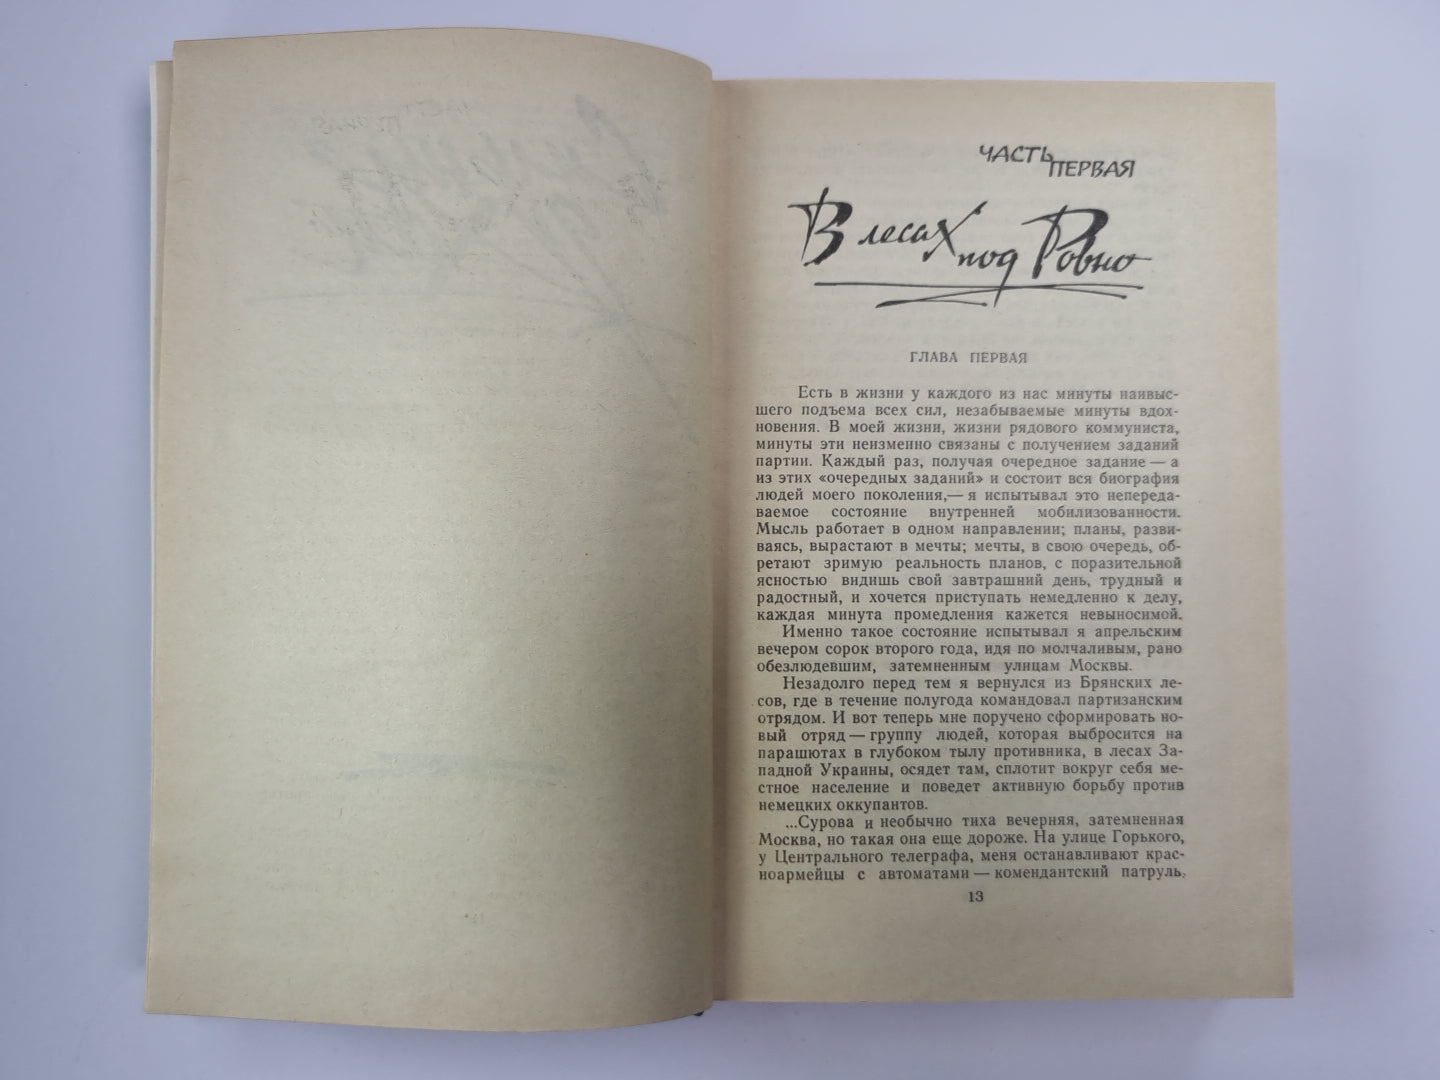 ЧАСТЬ ПЕРВАЯ
В лесах под Ровно
ГЛАВА ПЕРВАЯ
Есть в жизни у каждого из нас минуты наивыс-
шего подъема всех сил, незабываемые минуты вдох-
новения. В моей жизни, жизни рядового коммуниста,
минуты эти неизменно связаны с получением заданий
партии. Каждый раз, получая очередное задание — а
из этих «очередных заданий» и состоит вся биография
людей моего поколения,— я испытывал это непереда-
ваемое состояние внутренней мобилизованности.
Мысль работает в одном направлении; планы, разви-
ваясь, вырастают в мечты; мечты, в свою очередь, об-
ретают зримую реальность планов, с поразительной
ясностью видишь свой завтрашний день, трудный и
радостный, и хочется приступать немедленно к делу,
каждая минута промедления кажется невыносимой.
Именно такое состояние испытывал я апрельским
вечером сорок второго года, идя по молчаливым, рано
обезлюдевшим, затемненным улицам Москвы.
Незадолго перед тем я вернулся из Брянских ле-
сов, где в течение полугода командовал партизанским
отрядом. И вот теперь мне поручено сформировать но-
вый отряд — группу людей, которая выбросится на
парашютах в глубоком тылу противника, в лесах За-
падной Украины, осядет там, сплотит вокруг себя ме-
стное население и поведет активную борьбу против
немецких оккупантов.
...Сурова и необычно тиха вечерняя, затемненная
Москва, но такая она еще дороже. На улице Горького,
у Центрального телеграфа, меня останавливают крас-
ноармейцы с автоматами — комендантский патруль.
13